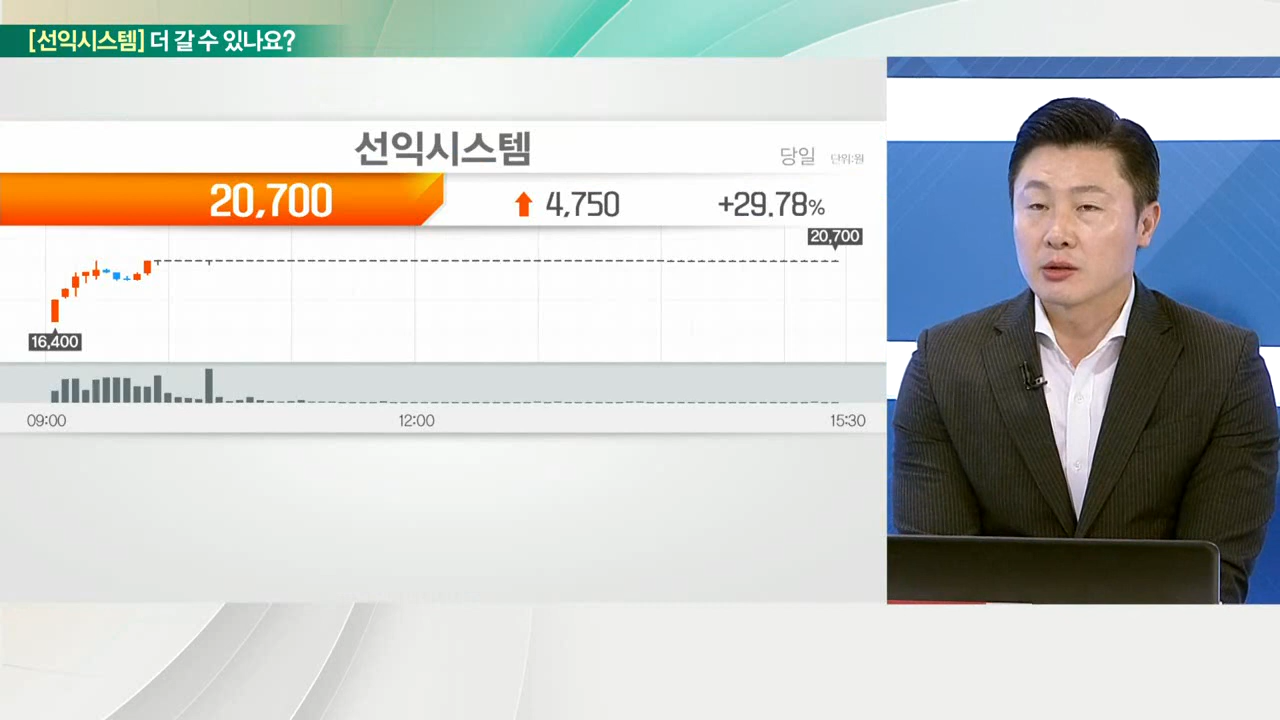 [선익시스템] 더 갈 수 있나요?
선익시스템
당일 단위:원
20,700 4,750 +29.78%
20,700
16,400
09:00 12:00 15:30